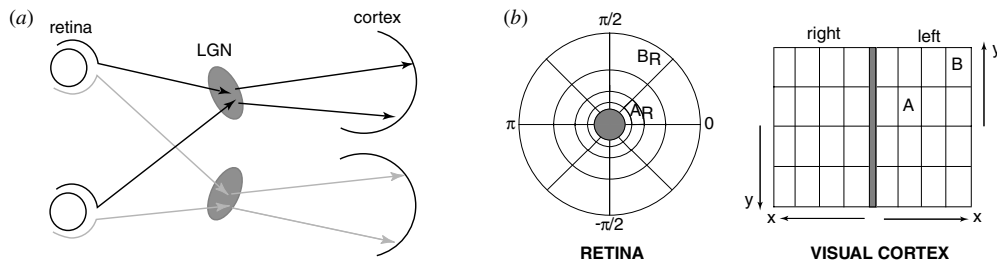 (a)
retina
LGN
cortex
(b)
π/2
B_R
A_R
π
0
-π/2
RETINA
right
left
y
B
A
y
x
x
VISUAL CORTEX